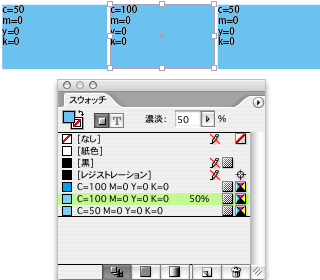 c=50
m=0
y=0
k=0
c=100
m=0
y=0
k=0
c=50
m=0
y=0
k=0
スウォッチ
T
濃淡: 50 %
[なし]
[紙色]
[黒]
[レジストレーション]
C=100 M=0 Y=0 K=0
C=100 M=0 Y=0 K=0 50%
C=50 M=0 Y=0 K=0